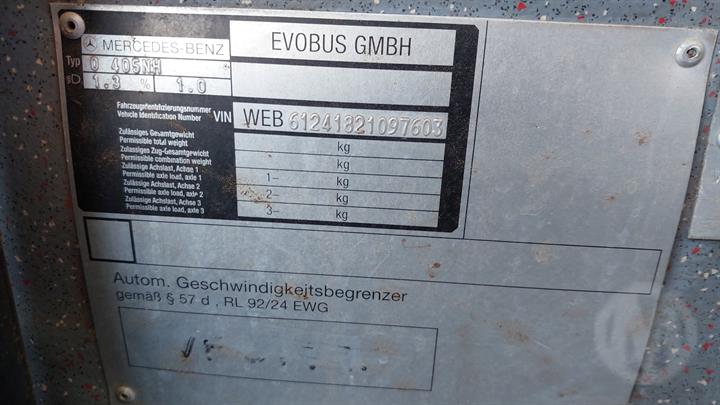 MERCEDES-BENZ
EVOBUS GMBH
Typ O 405NH
1.3 % 1.0
Fahrzeugidentifizierungsnummer
Vehicle Identification Number VIN WEB 61241821097603
Zulässiges Gesamtgewicht
Permissible total weight kg
Zulässiges Zug-Gesamtgewicht
Permissible combination weight kg
Zulässige Achslast, Achse 1
Permissible axle load, axle 1 1– kg
Zulässige Achslast, Achse 2
Permissible axle load, axle 2 2– kg
Zulässige Achslast, Achse 3
Permissible axle load, axle 3 3– kg
Autom. Geschwindigkeitsbegrenzer
gemäß § 57 d , RL 92/24 EWG